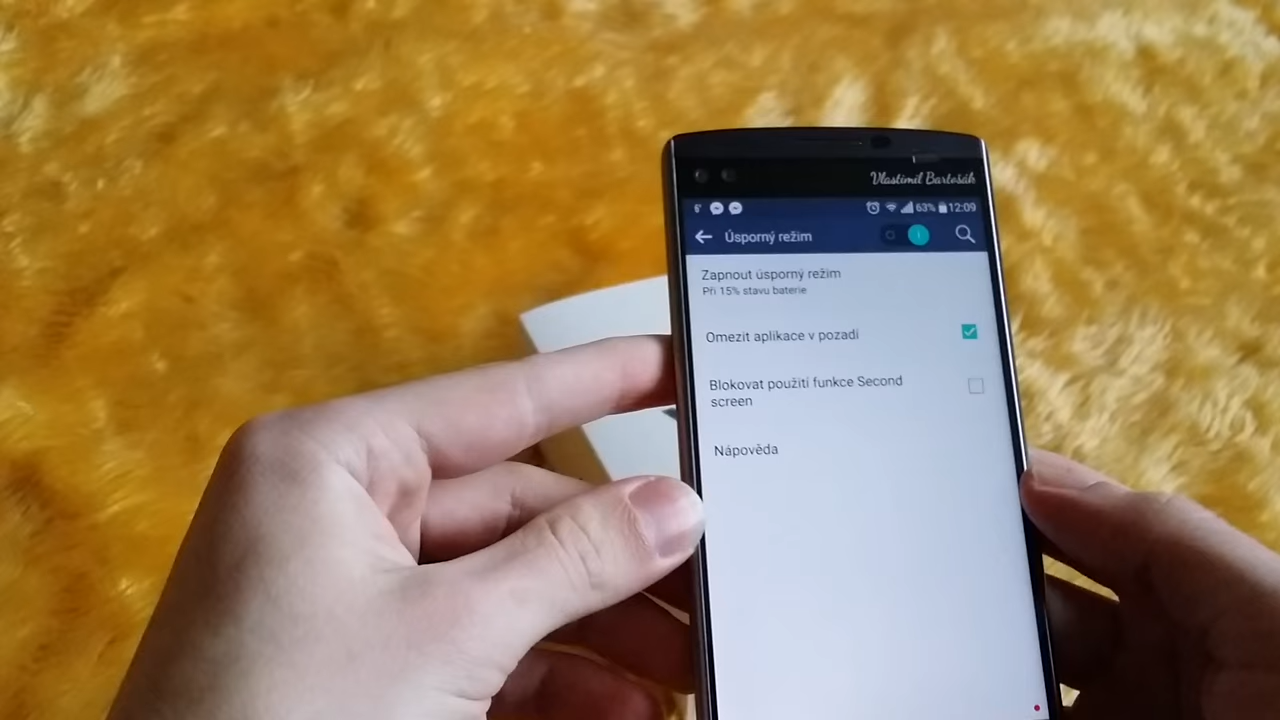 Vlastimil Bartošák
6° 63% 12:09
Úsporný režim
Zapnout úsporný režim
Při 15% stavu baterie
Omezit aplikace v pozadí
Blokovat použití funkce Second
screen
Nápověda